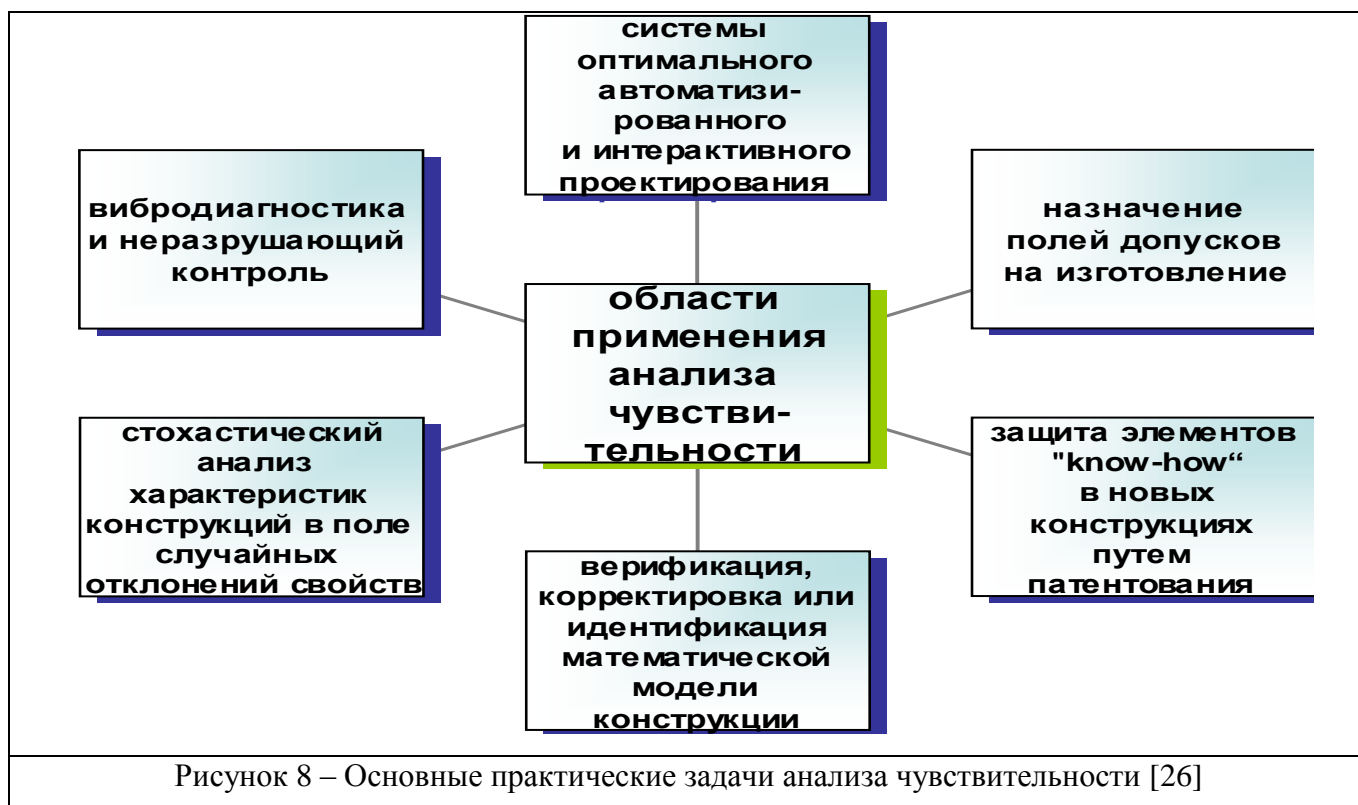 системы
оптимального
автоматизи-
рованного
и интерактивного
проектирования
вибродиагностика
и неразрушающий
контроль
назначение
полей допусков
на изготовление
области
применения
анализа
чувстви-
тельности
стохастический
анализ
характеристик
конструкций в поле
случайных
отклонений свойств
защита элементов
"know-how“
в новых
конструкциях
путем
патентования
верификация,
корректировка или
идентификация
математической
модели
конструкции
Рисунок 8 – Основные практические задачи анализа чувствительности [26]